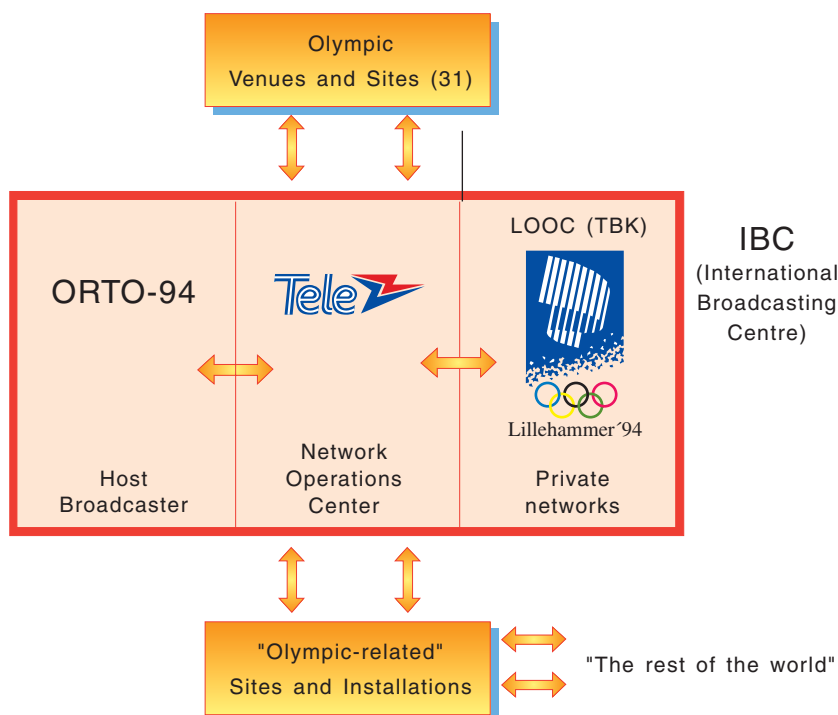 Olympic
Venues and Sites (31)
ORTO-94
Host
Broadcaster
Tele
Network
Operations
Center
LOOC (TBK)
Lillehammer´94
Private
networks
IBC
(International
Broadcasting
Centre)
"Olympic-related"
Sites and Installations
"The rest of the world"